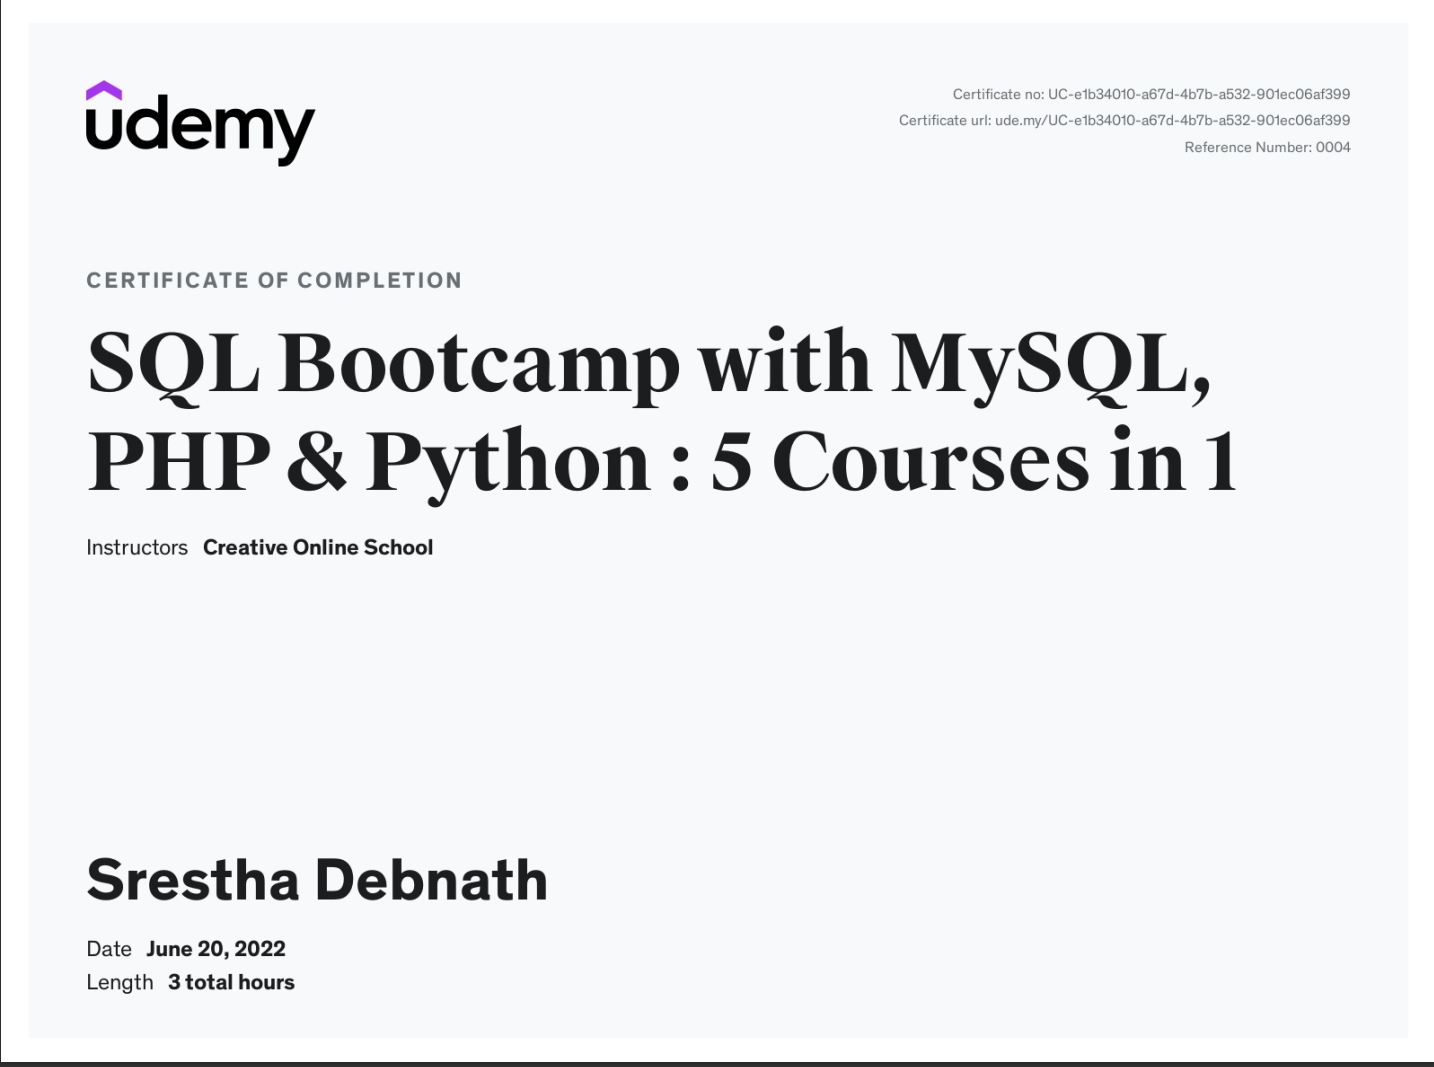 udemy
Certificate no: UC-e1b34010-a67d-4b7b-a532-901ec06af399
Certificate url: ude.my/UC-e1b34010-a67d-4b7b-a532-901ec06af399
Reference Number: 0004
CERTIFICATE OF COMPLETION
SQL Bootcamp with MySQL,
PHP & Python : 5 Courses in 1
Instructors Creative Online School
Srestha Debnath
Date June 20, 2022
Length 3 total hours